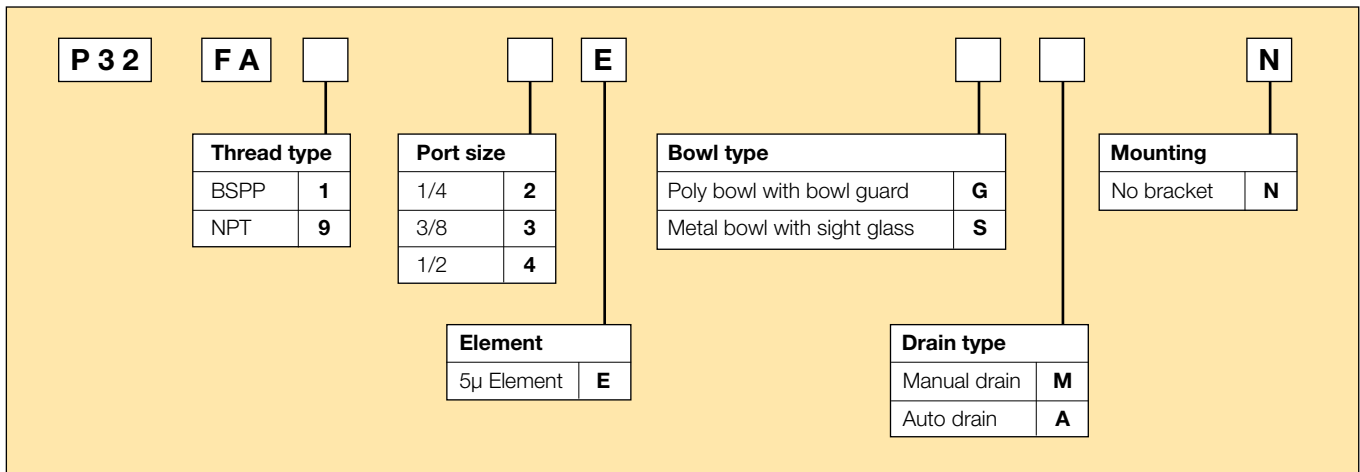 P 3 2 F A E N
Thread type
BSPP 1
NPT 9
Port size
1/4 2
3/8 3
1/2 4
Bowl type
Poly bowl with bowl guard G
Metal bowl with sight glass S
Mounting
No bracket N
Element
5µ Element E
Drain type
Manual drain M
Auto drain A